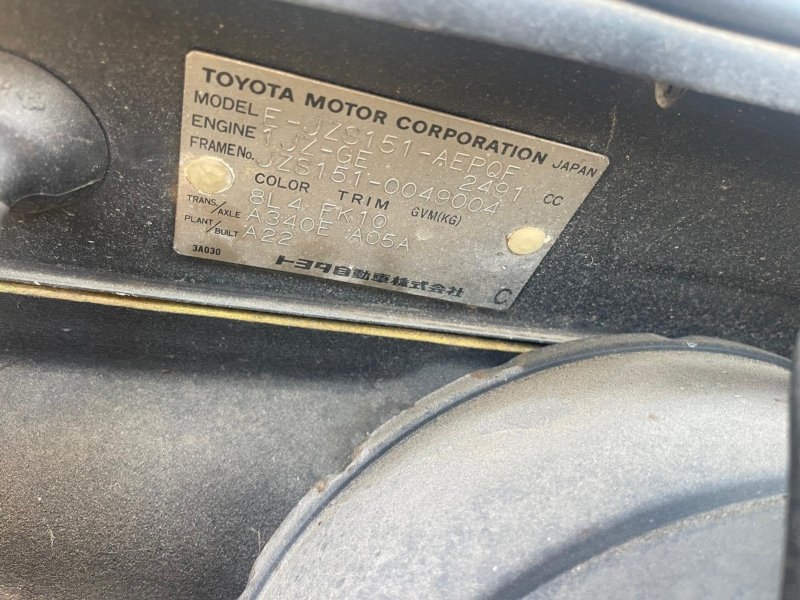 TOYOTA MOTOR CORPORATION JAPAN
MODEL E-JZS151-AEPQF
ENGINE 1JZ-GE 2491 CC
FRAME No. JZS151-0049004
COLOR TRIM GVM(KG)
8L4 FK10
TRANS./AXLE A340E A05A
PLANT/BUILT A22
3A030
トヨタ自動車株式会社 C